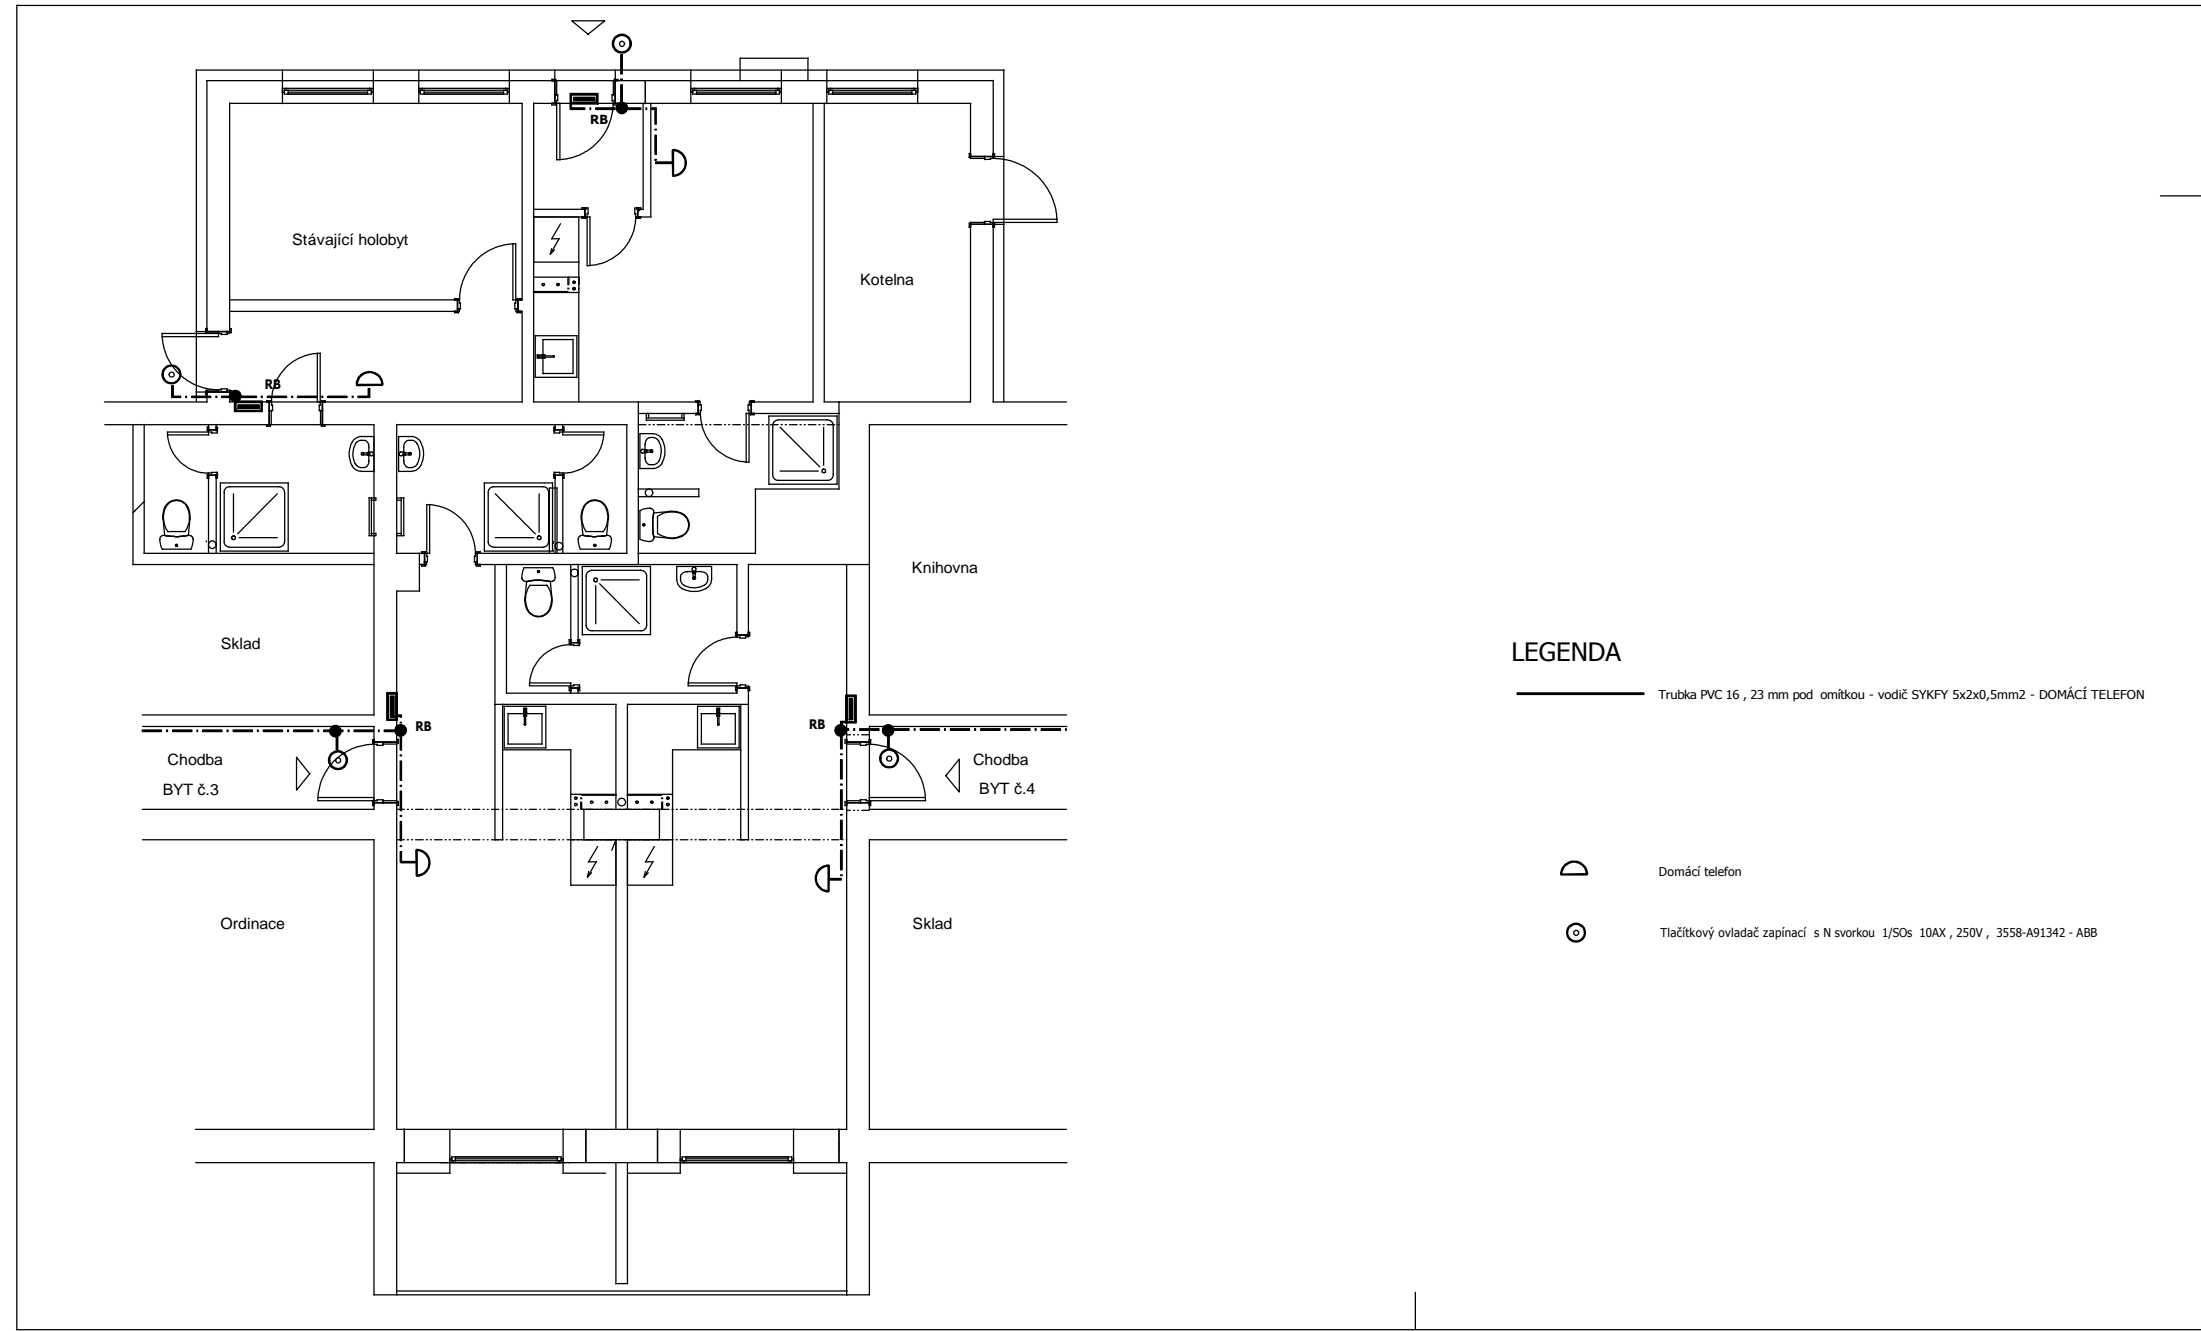 RB
Stávající holobyt
Kotelna
RB
Knihovna
Sklad
RB
RB
Chodba
BYT č.3
Chodba
BYT č.4
Ordinace
Sklad
LEGENDA
Trubka PVC 16 , 23 mm pod omítkou - vodič SYKFY 5x2x0,5mm2 - DOMÁCÍ TELEFON
Domácí telefon
Tlačítkový ovladač zapínací s N svorkou 1/SOs 10AX , 250V , 3558-A91342 - ABB